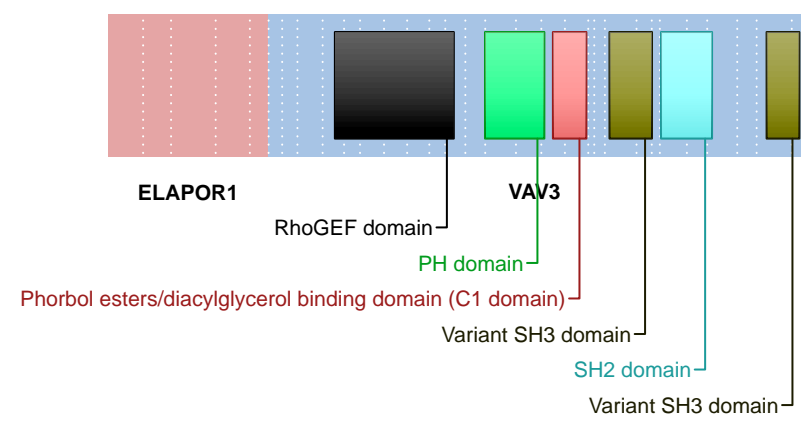 ELAPOR1
VAV3
RhoGEF domain
PH domain
Phorbol esters/diacylglycerol binding domain (C1 domain)
Variant SH3 domain
SH2 domain
Variant SH3 domain